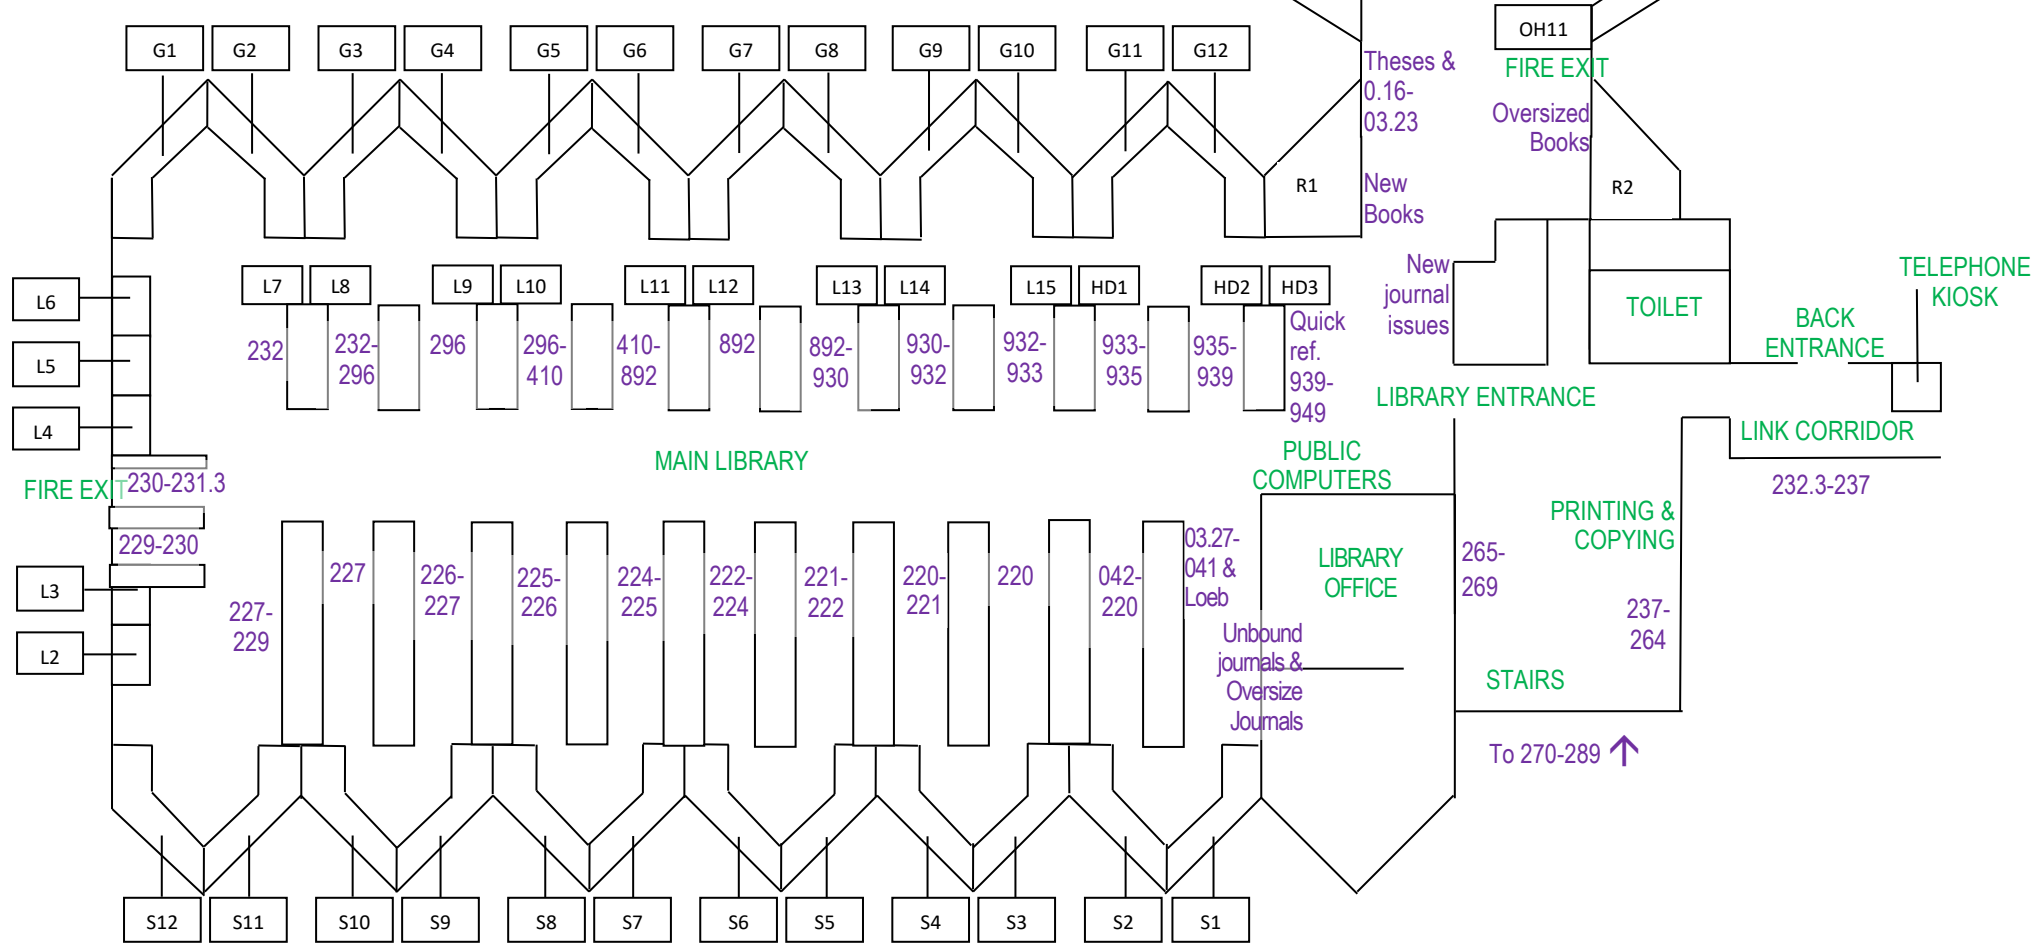 OH11
G1
G2
G3
G4
G5
G6
G7
G8
G9
G10
G11
G12
Theses &
0.16-
03.23
FIRE EXIT
Oversized
Books
R1
New
Books
R2
L6
L5
L4
L7
L8
L9
L10
L11
L12
L13
L14
L15
HD1
HD2
HD3
New
journal
issues
TOILET
TELEPHONE
KIOSK
BACK
ENTRANCE
232
232-
296
296
296-
410
410-
892
892
892-
930
930-
932
932-
933
933-
935
935-
939
Quick
ref.
939-
949
LIBRARY ENTRANCE
LINK CORRIDOR
MAIN LIBRARY
PUBLIC
COMPUTERS
FIRE EXIT
230-231.3
232.3-237
229-230
PRINTING &
COPYING
L3
L2
227-
229
227
226-
227
225-
226
224-
225
222-
224
221-
222
220-
221
220
042-
220
03.27-
041 &
Loeb
LIBRARY
OFFICE
265-
269
237-
264
Unbound
journals &
Oversize
Journals
STAIRS
To 270-289 ↑
S12
S11
S10
S9
S8
S7
S6
S5
S4
S3
S2
S1